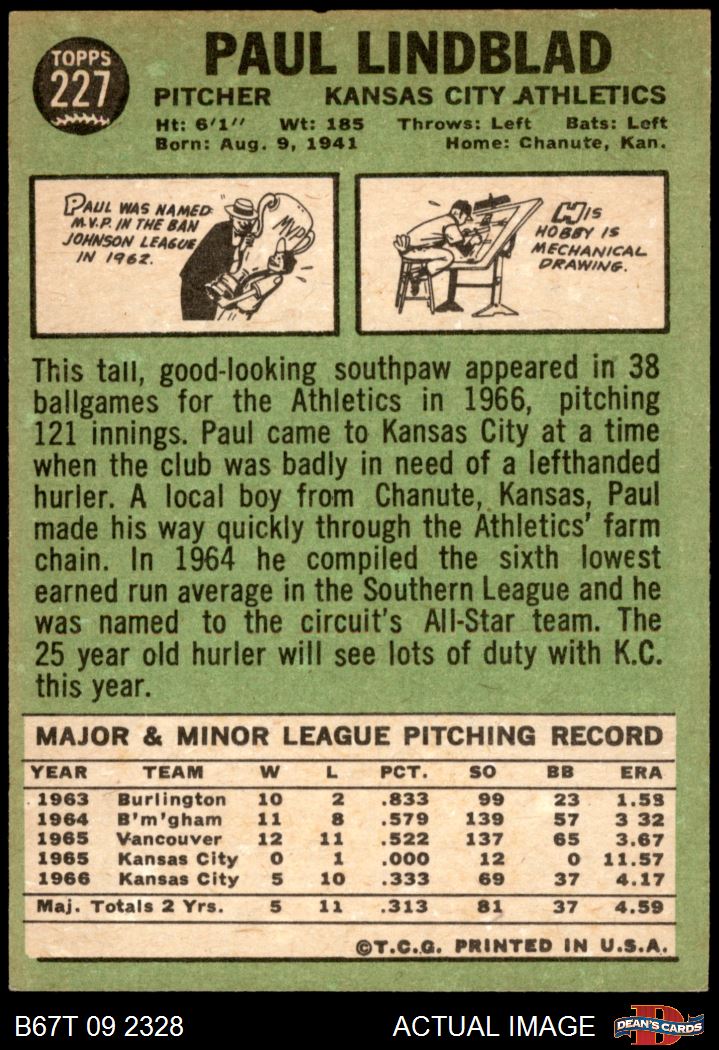 TOPPS
227
PAUL LINDBLAD
PITCHER KANSAS CITY ATHLETICS
Ht: 6'1" Wt: 185 Throws: Left Bats: Left
Born: Aug. 9, 1941 Home: Chanute, Kan.
PAUL WAS NAMED
M.V.P. IN THE BAN
JOHNSON LEAGUE
IN 1962.
MVP
HIS
HOBBY IS
MECHANICAL
DRAWING.
This tall, good-looking southpaw appeared in 38
ballgames for the Athletics in 1966, pitching
121 innings. Paul came to Kansas City at a time
when the club was badly in need of a lefthanded
hurler. A local boy from Chanute, Kansas, Paul
made his way quickly through the Athletics' farm
chain. In 1964 he compiled the sixth lowest
earned run average in the Southern League and he
was named to the circuit's All-Star team. The
25 year old hurler will see lots of duty with K.C.
this year.
MAJOR & MINOR LEAGUE PITCHING RECORD
YEAR TEAM W L PCT. SO BB ERA
1963 Burlington 10 2 .833 99 23 1.58
1964 B'm'gham 11 8 .579 139 57 3 32
1965 Vancouver 12 11 .522 137 65 3.67
1965 Kansas City 0 1 .000 12 0 11.57
1966 Kansas City 5 10 .333 69 37 4.17
Maj. Totals 2 Yrs. 5 11 .313 81 37 4.59
©T.C.G. PRINTED IN U.S.A.
B67T 09 2328 ACTUAL IMAGE D DEAN'S CARDS